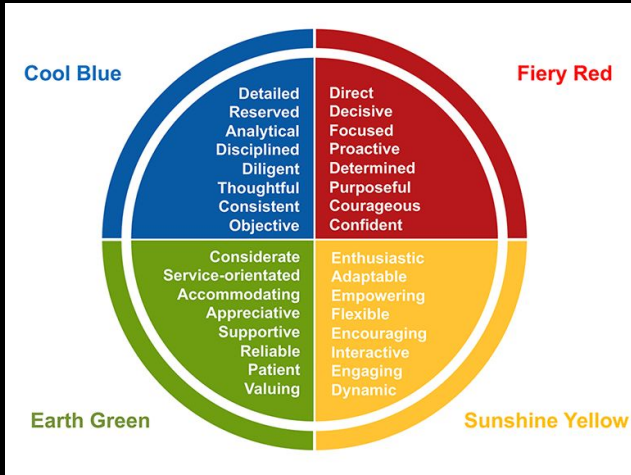 Cool Blue
Fiery Red
Detailed
Reserved
Analytical
Disciplined
Diligent
Thoughtful
Consistent
Objective
Direct
Decisive
Focused
Proactive
Determined
Purposeful
Courageous
Confident
Considerate
Service-orientated
Accommodating
Appreciative
Supportive
Reliable
Patient
Valuing
Enthusiastic
Adaptable
Empowering
Flexible
Encouraging
Interactive
Engaging
Dynamic
Earth Green
Sunshine Yellow